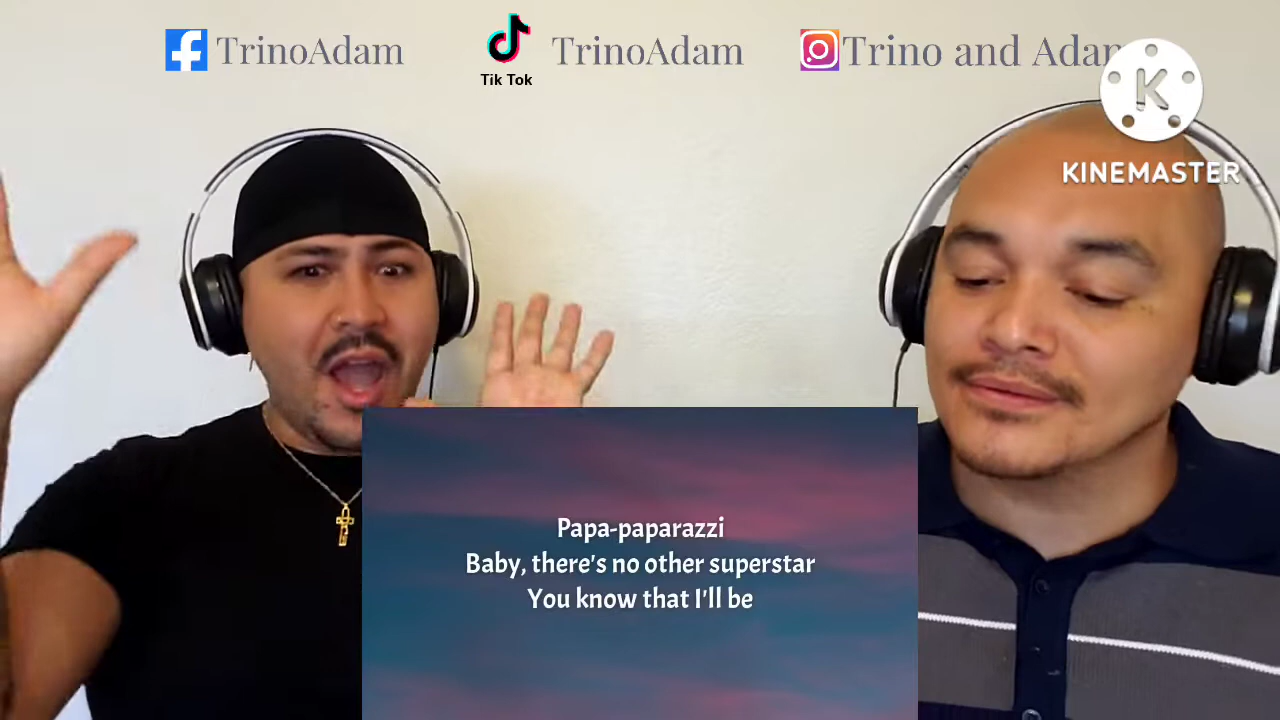 TrinoAdam
Tik Tok
TrinoAdam
Trino and Adam
K
KINEMASTER
Papa-paparazzi
Baby, there's no other superstar
You know that I'll be